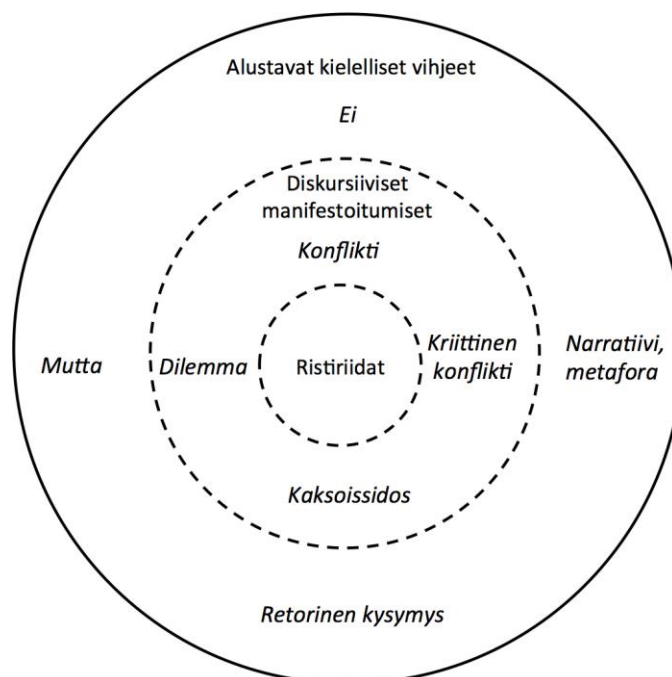 Alustavat kielelliset vihjeet
Ei
Diskursiiviset
manifestoitumiset
Konflikti
Mutta
Dilemma
Ristiriidat
Kriittinen
konflikti
Narratiivi,
metafora
Kaksoissidos
Retorinen kysymys